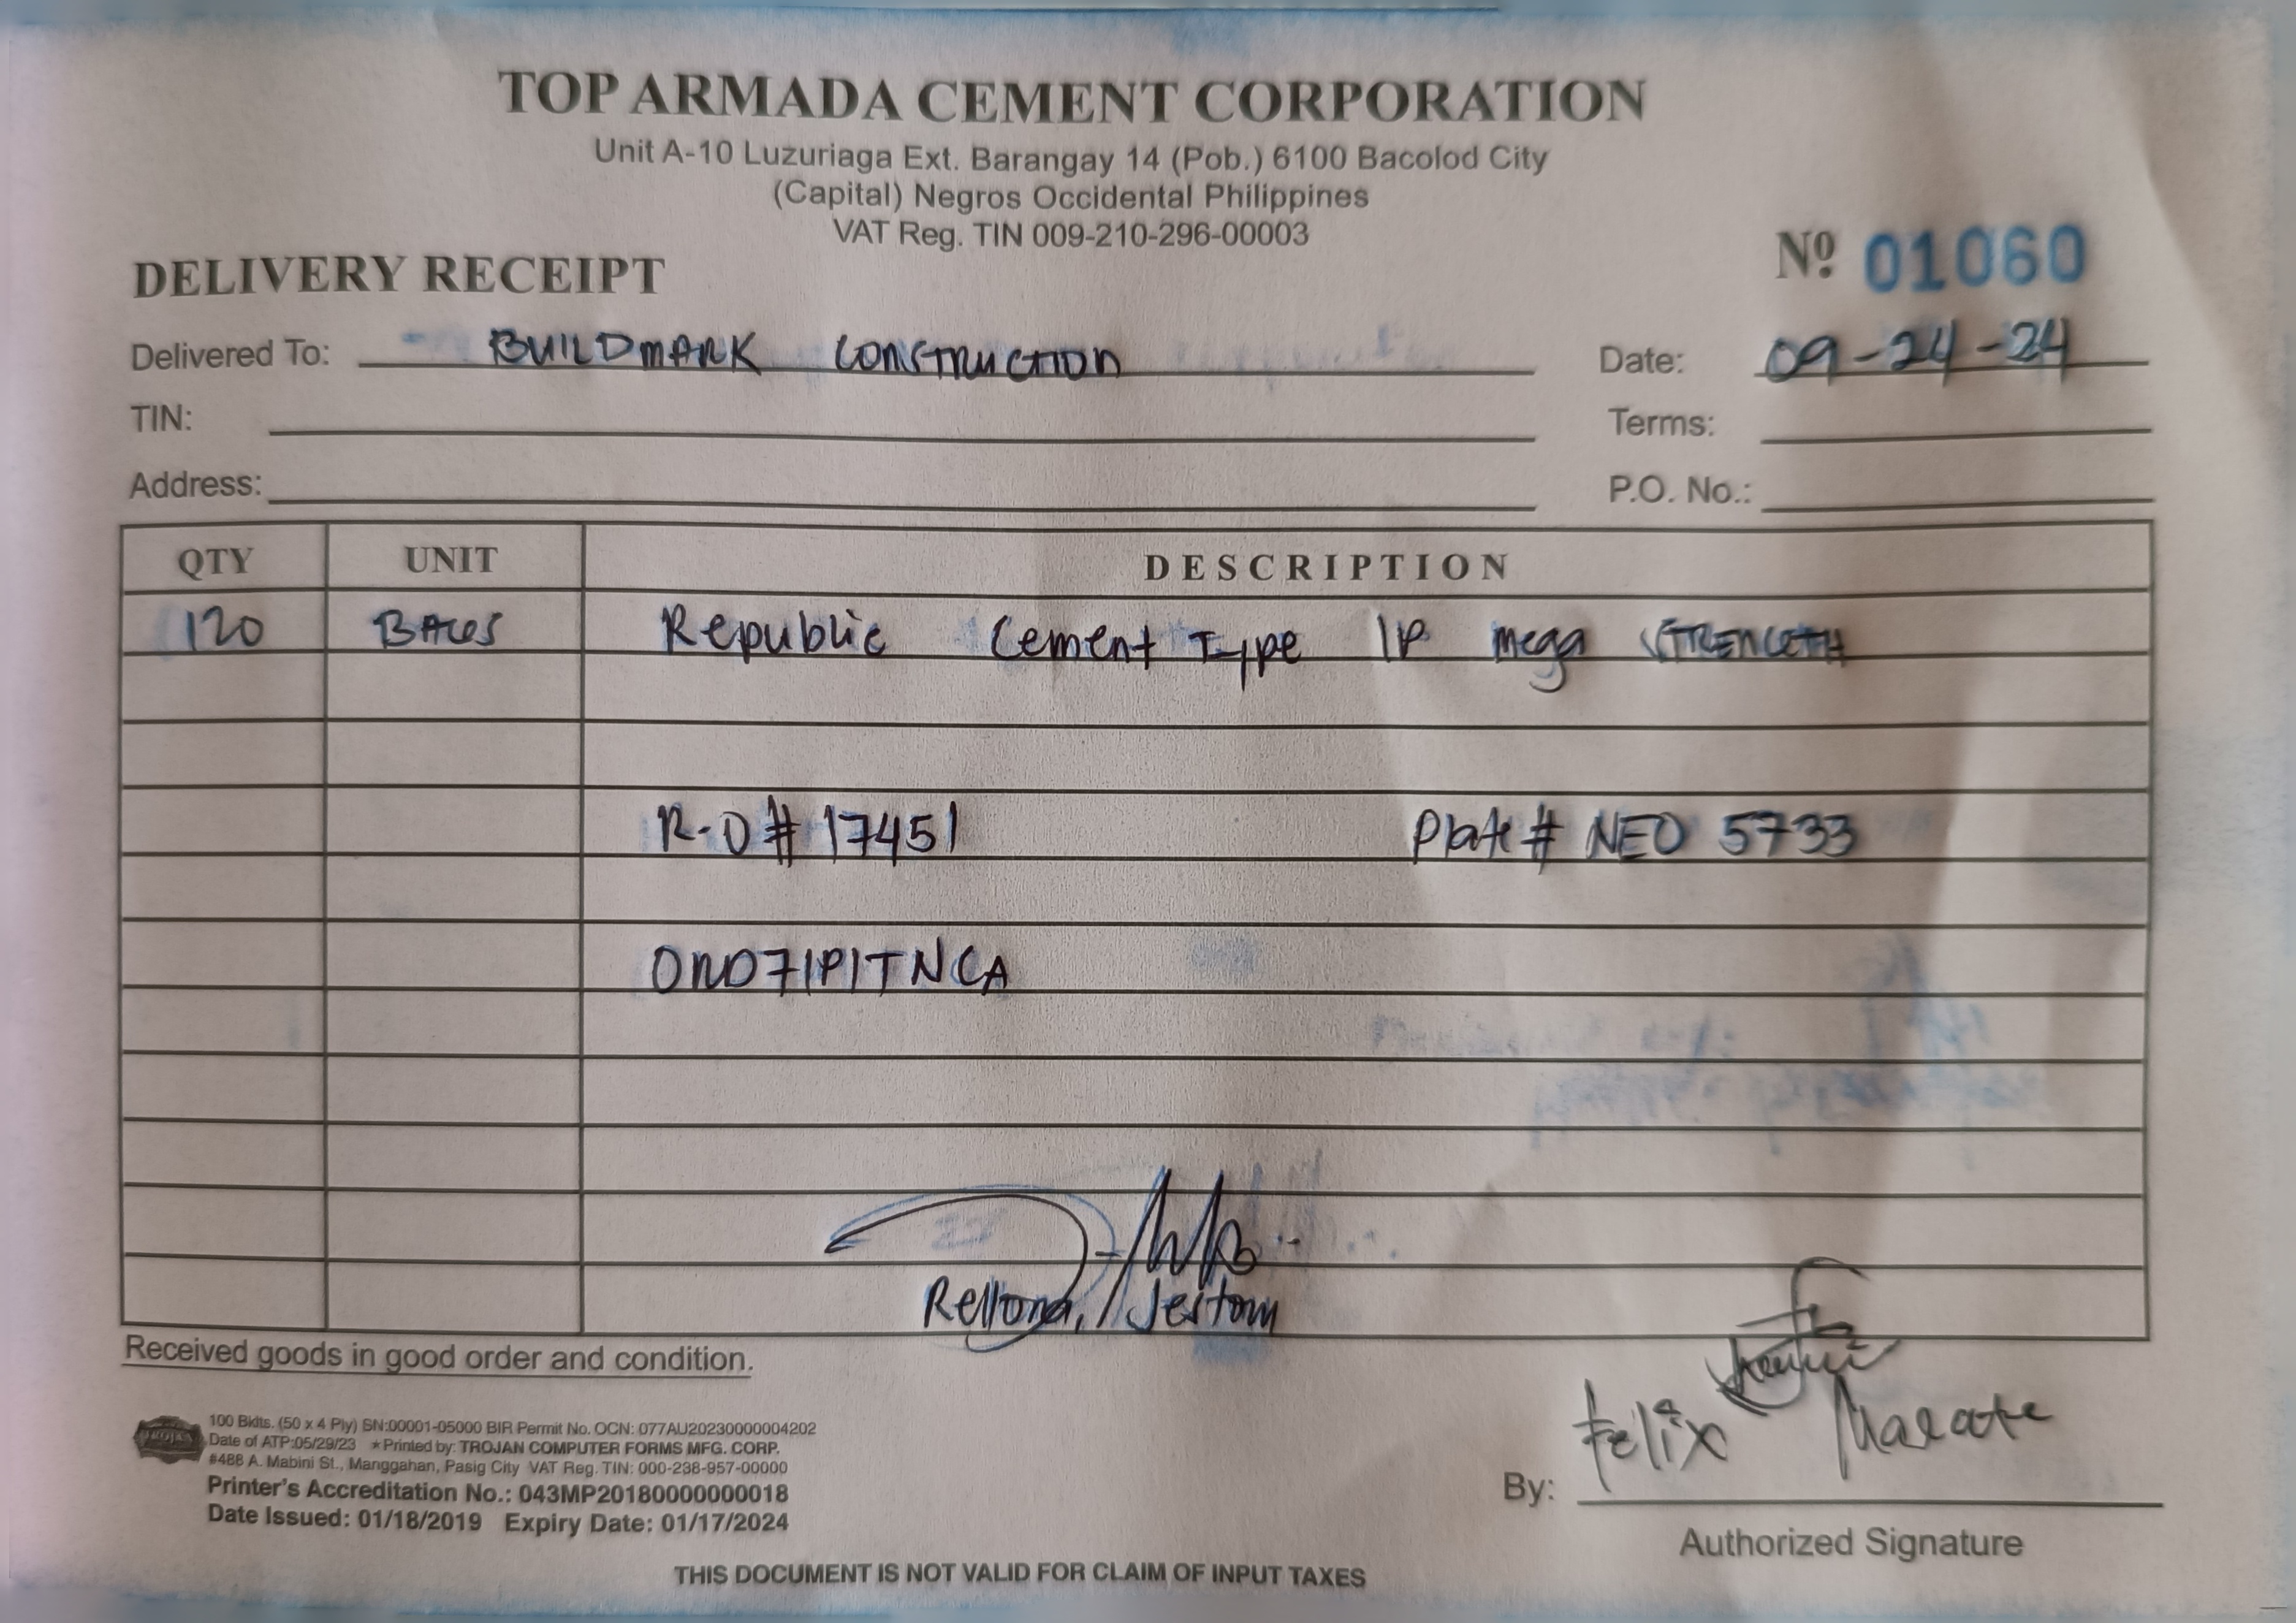 TOP ARMADA CEMENT CORPORATION
Unit A-10 Luzuriaga Ext. Barangay 14 (Pob.) 6100 Bacolod City
(Capital) Negros Occidental Philippines
VAT Reg. TIN 009-210-296-00003
DELIVERY RECEIPT
Nº 01060
Delivered To: BUILDMARK CONSTRUCTION
Date: 09-24-24
TIN:
Terms:
Address:
P.O. No.:
QTY UNIT DESCRIPTION
120 BAGS Republic Cement Type 1P mega STRENGTH
R-O# 17451 Plate # NEO 5733
Rellona, Jestom
Received goods in good order and condition.
Felix
TROJAN
100 Bklts. (50 x 4 Ply) SN:00001-05000 BIR Permit No. OCN: 077AU20230000004202
Date of ATP:05/29/23 ★Printed by: TROJAN COMPUTER FORMS MFG. CORP.
#488 A. Mabini St., Manggahan, Pasig City VAT Reg. TIN: 000-238-957-00000
Printer's Accreditation No.: 043MP20180000000018
Date Issued: 01/18/2019 Expiry Date: 01/17/2024
By:
Authorized Signature
THIS DOCUMENT IS NOT VALID FOR CLAIM OF INPUT TAXES